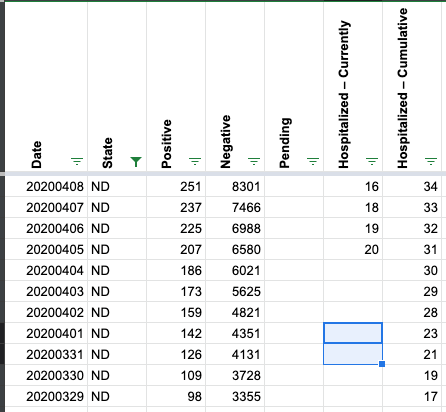 Date State Positive Negative Pending Hospitalized – Currently Hospitalized – Cumulative
20200408 ND 251 8301 16 34
20200407 ND 237 7466 18 33
20200406 ND 225 6988 19 32
20200405 ND 207 6580 20 31
20200404 ND 186 6021 30
20200403 ND 173 5625 29
20200402 ND 159 4821 28
20200401 ND 142 4351 23
20200331 ND 126 4131 21
20200330 ND 109 3728 19
20200329 ND 98 3355 17